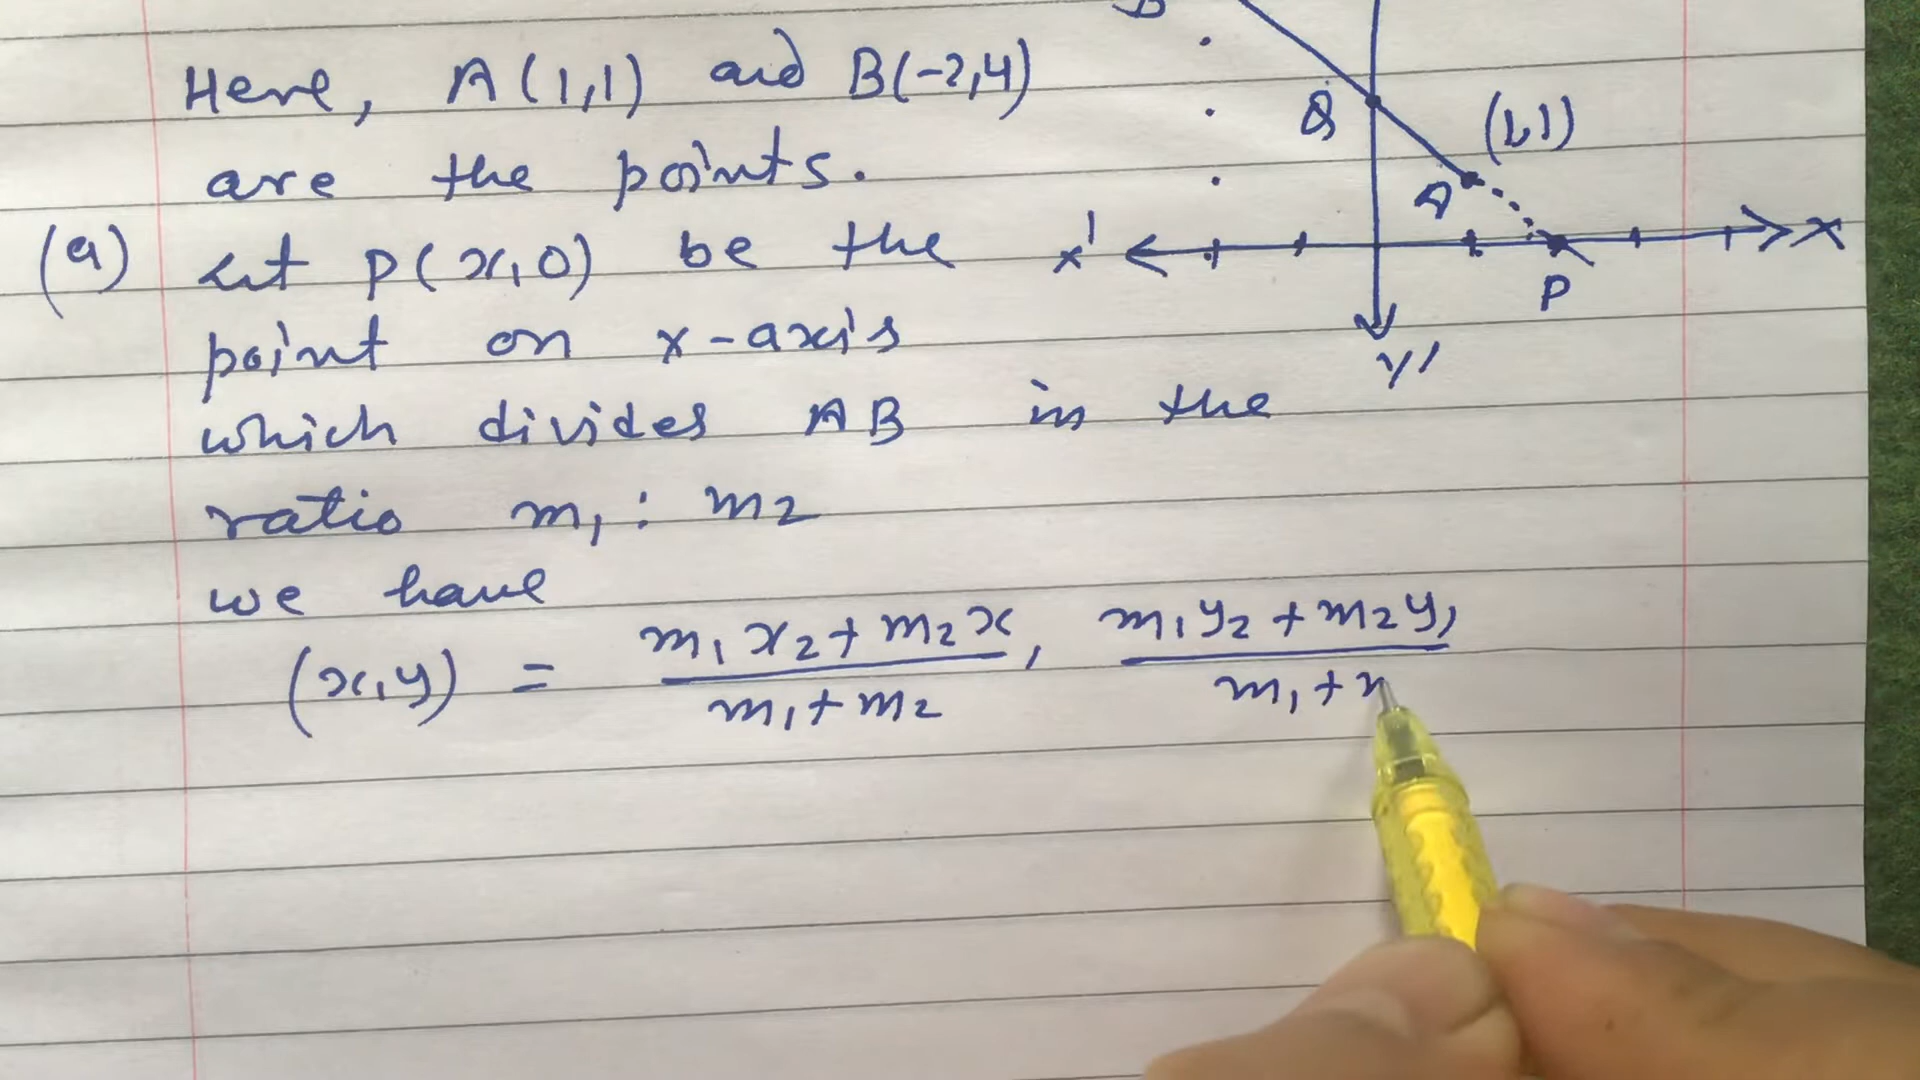 Here, A(1,1) and B(-2,4)
are the points.
(a) Let P(x,0) be the
point on x-axis
which divides AB in the
ratio m₁ : m₂
we have
(x,y) = m₁x₂+m₂x / m₁+m₂ , m₁y₂+m₂y₁ / m₁+
B
Q
(1,1)
A
x'
X
P
Y'